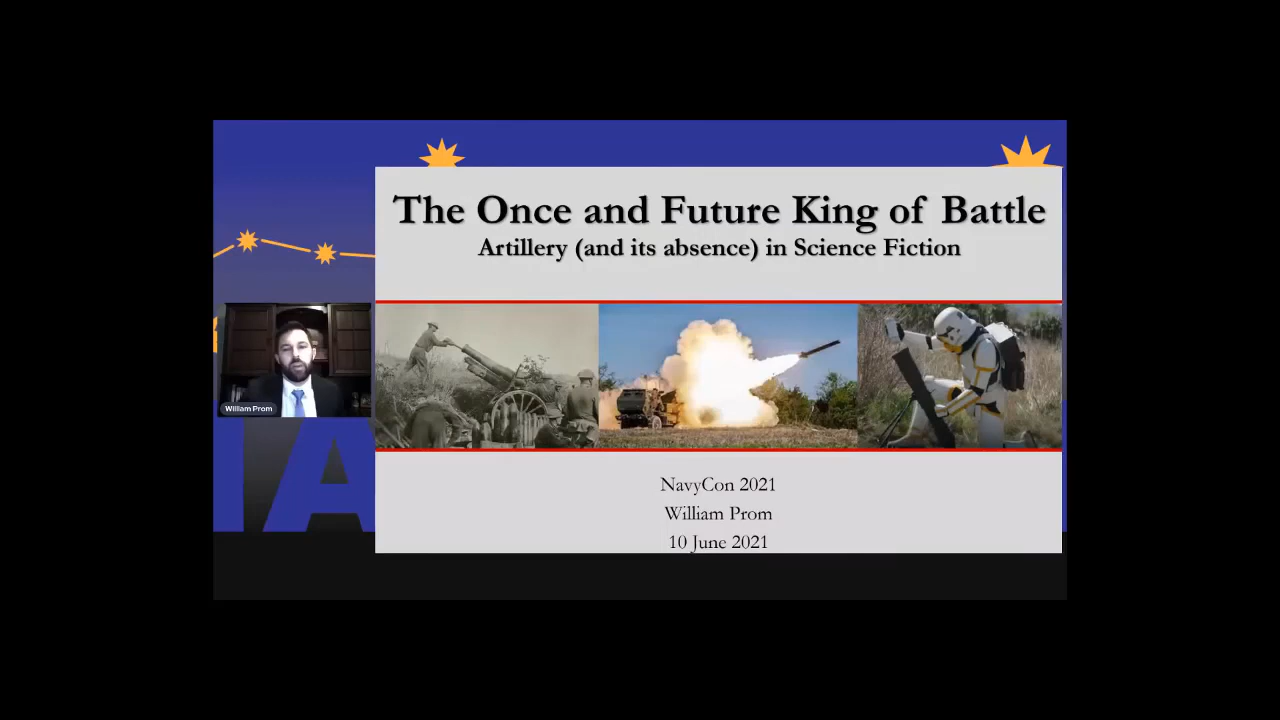 The Once and Future King of Battle
Artillery (and its absence) in Science Fiction
William Prom
NavyCon 2021
William Prom
10 June 2021